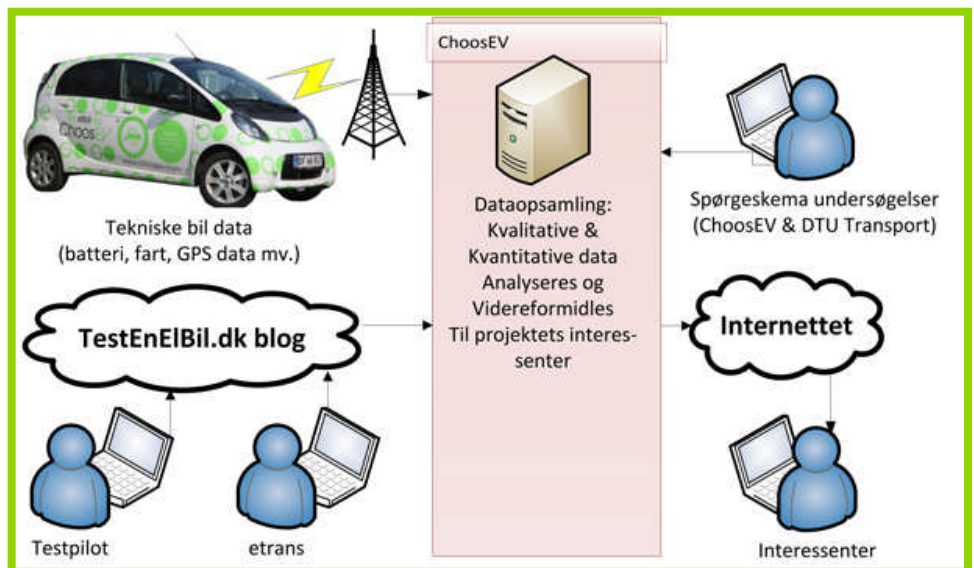 ChoosEV
ChoosEV
Tekniske bil data
(batteri, fart, GPS data mv.)
Dataopsamling:
Kvalitative &
Kvantitative data
Analyseres og
Videreformidles
Til projektets interes-
senter
Spørgeskema undersøgelser
(ChoosEV & DTU Transport)
TestEnElBil.dk blog
Internettet
Testpilot
etrans
Interessenter